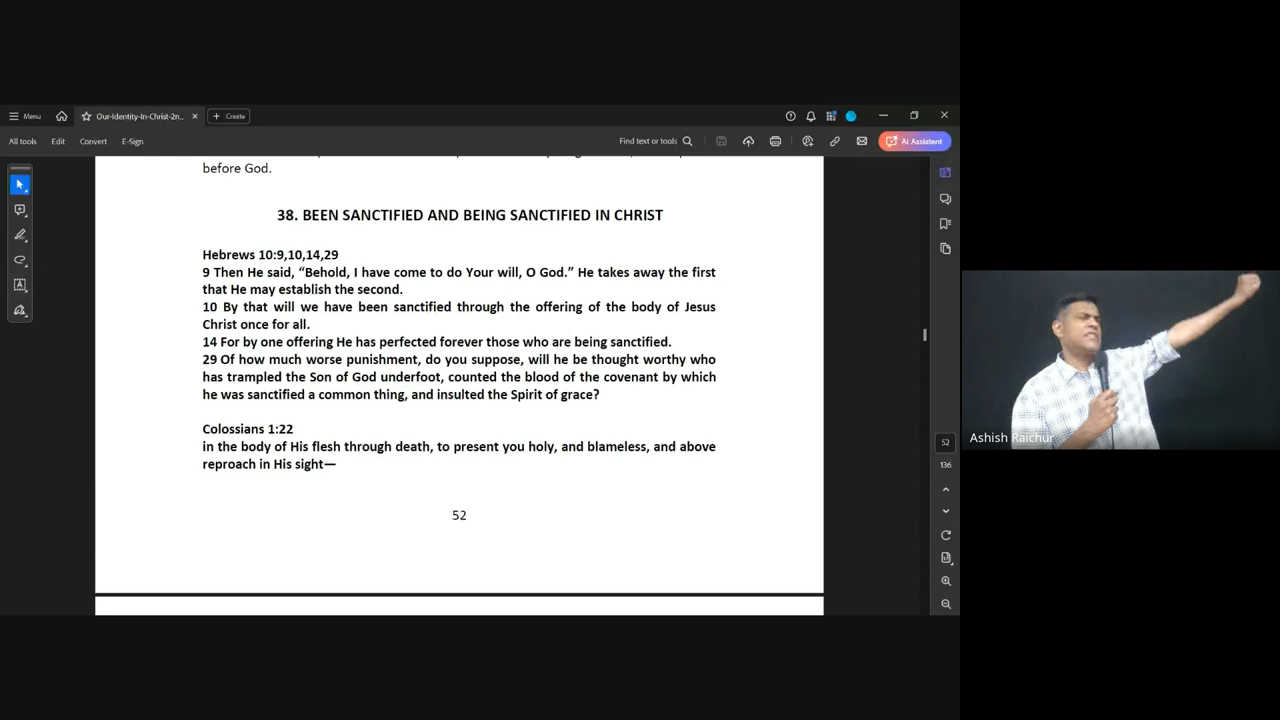 Menu
Our-Identity-In-Christ-2n...
Create
All tools
Edit
Convert
E-Sign
Find text or tools
AI Assistant
before God.
38. BEEN SANCTIFIED AND BEING SANCTIFIED IN CHRIST
Hebrews 10:9,10,14,29
9 Then He said, “Behold, I have come to do Your will, O God.” He takes away the first
that He may establish the second.
10 By that will we have been sanctified through the offering of the body of Jesus
Christ once for all.
14 For by one offering He has perfected forever those who are being sanctified.
29 Of how much worse punishment, do you suppose, will he be thought worthy who
has trampled the Son of God underfoot, counted the blood of the covenant by which
he was sanctified a common thing, and insulted the Spirit of grace?
Colossians 1:22
in the body of His flesh through death, to present you holy, and blameless, and above
reproach in His sight—
52
52
136
Ashish Raichur